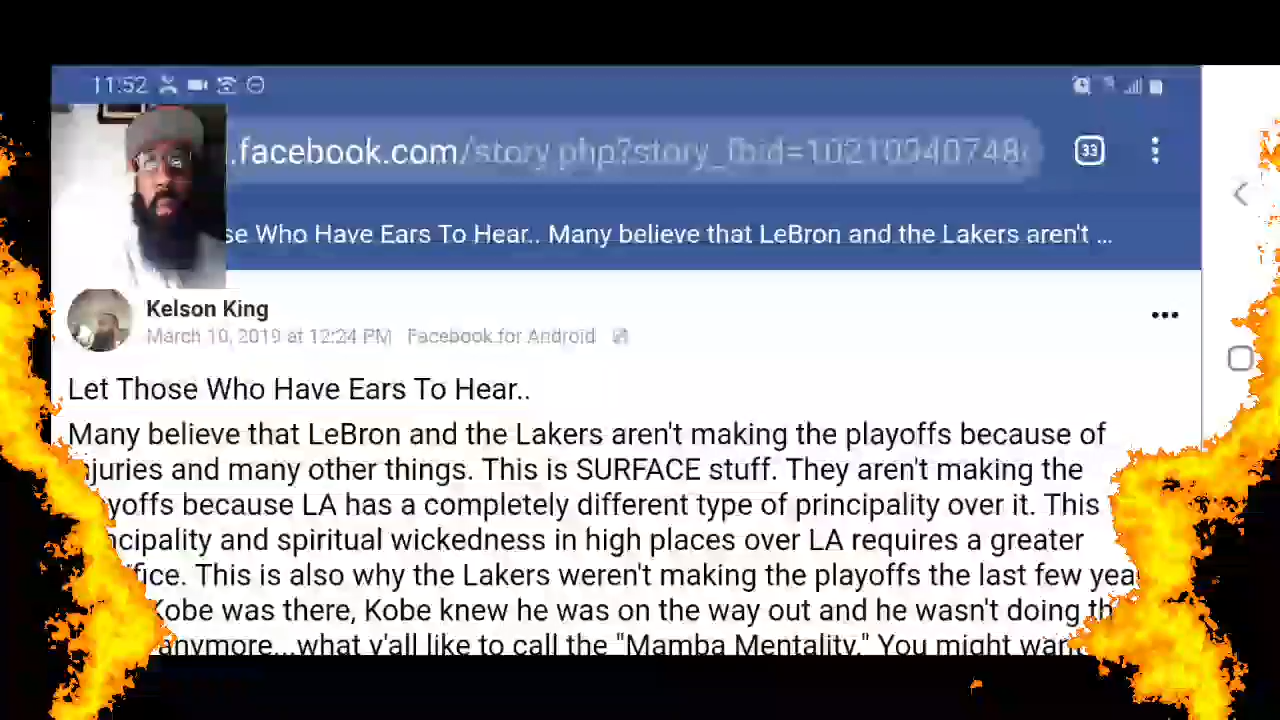 11:52
.facebook.com/story.php?story_fbid=10210940748
33
se Who Have Ears To Hear.. Many believe that LeBron and the Lakers aren't ...
Kelson King
March 10, 2019 at 12:24 PM Facebook for Android
Let Those Who Have Ears To Hear..
Many believe that LeBron and the Lakers aren't making the playoffs because of
njuries and many other things. This is SURFACE stuff. They aren't making the
yoffs because LA has a completely different type of principality over it. This
ncipality and spiritual wickedness in high places over LA requires a greater
fice. This is also why the Lakers weren't making the playoffs the last few yea
Kobe was there, Kobe knew he was on the way out and he wasn't doing th
anymore...what y'all like to call the "Mamba Mentality." You might wan